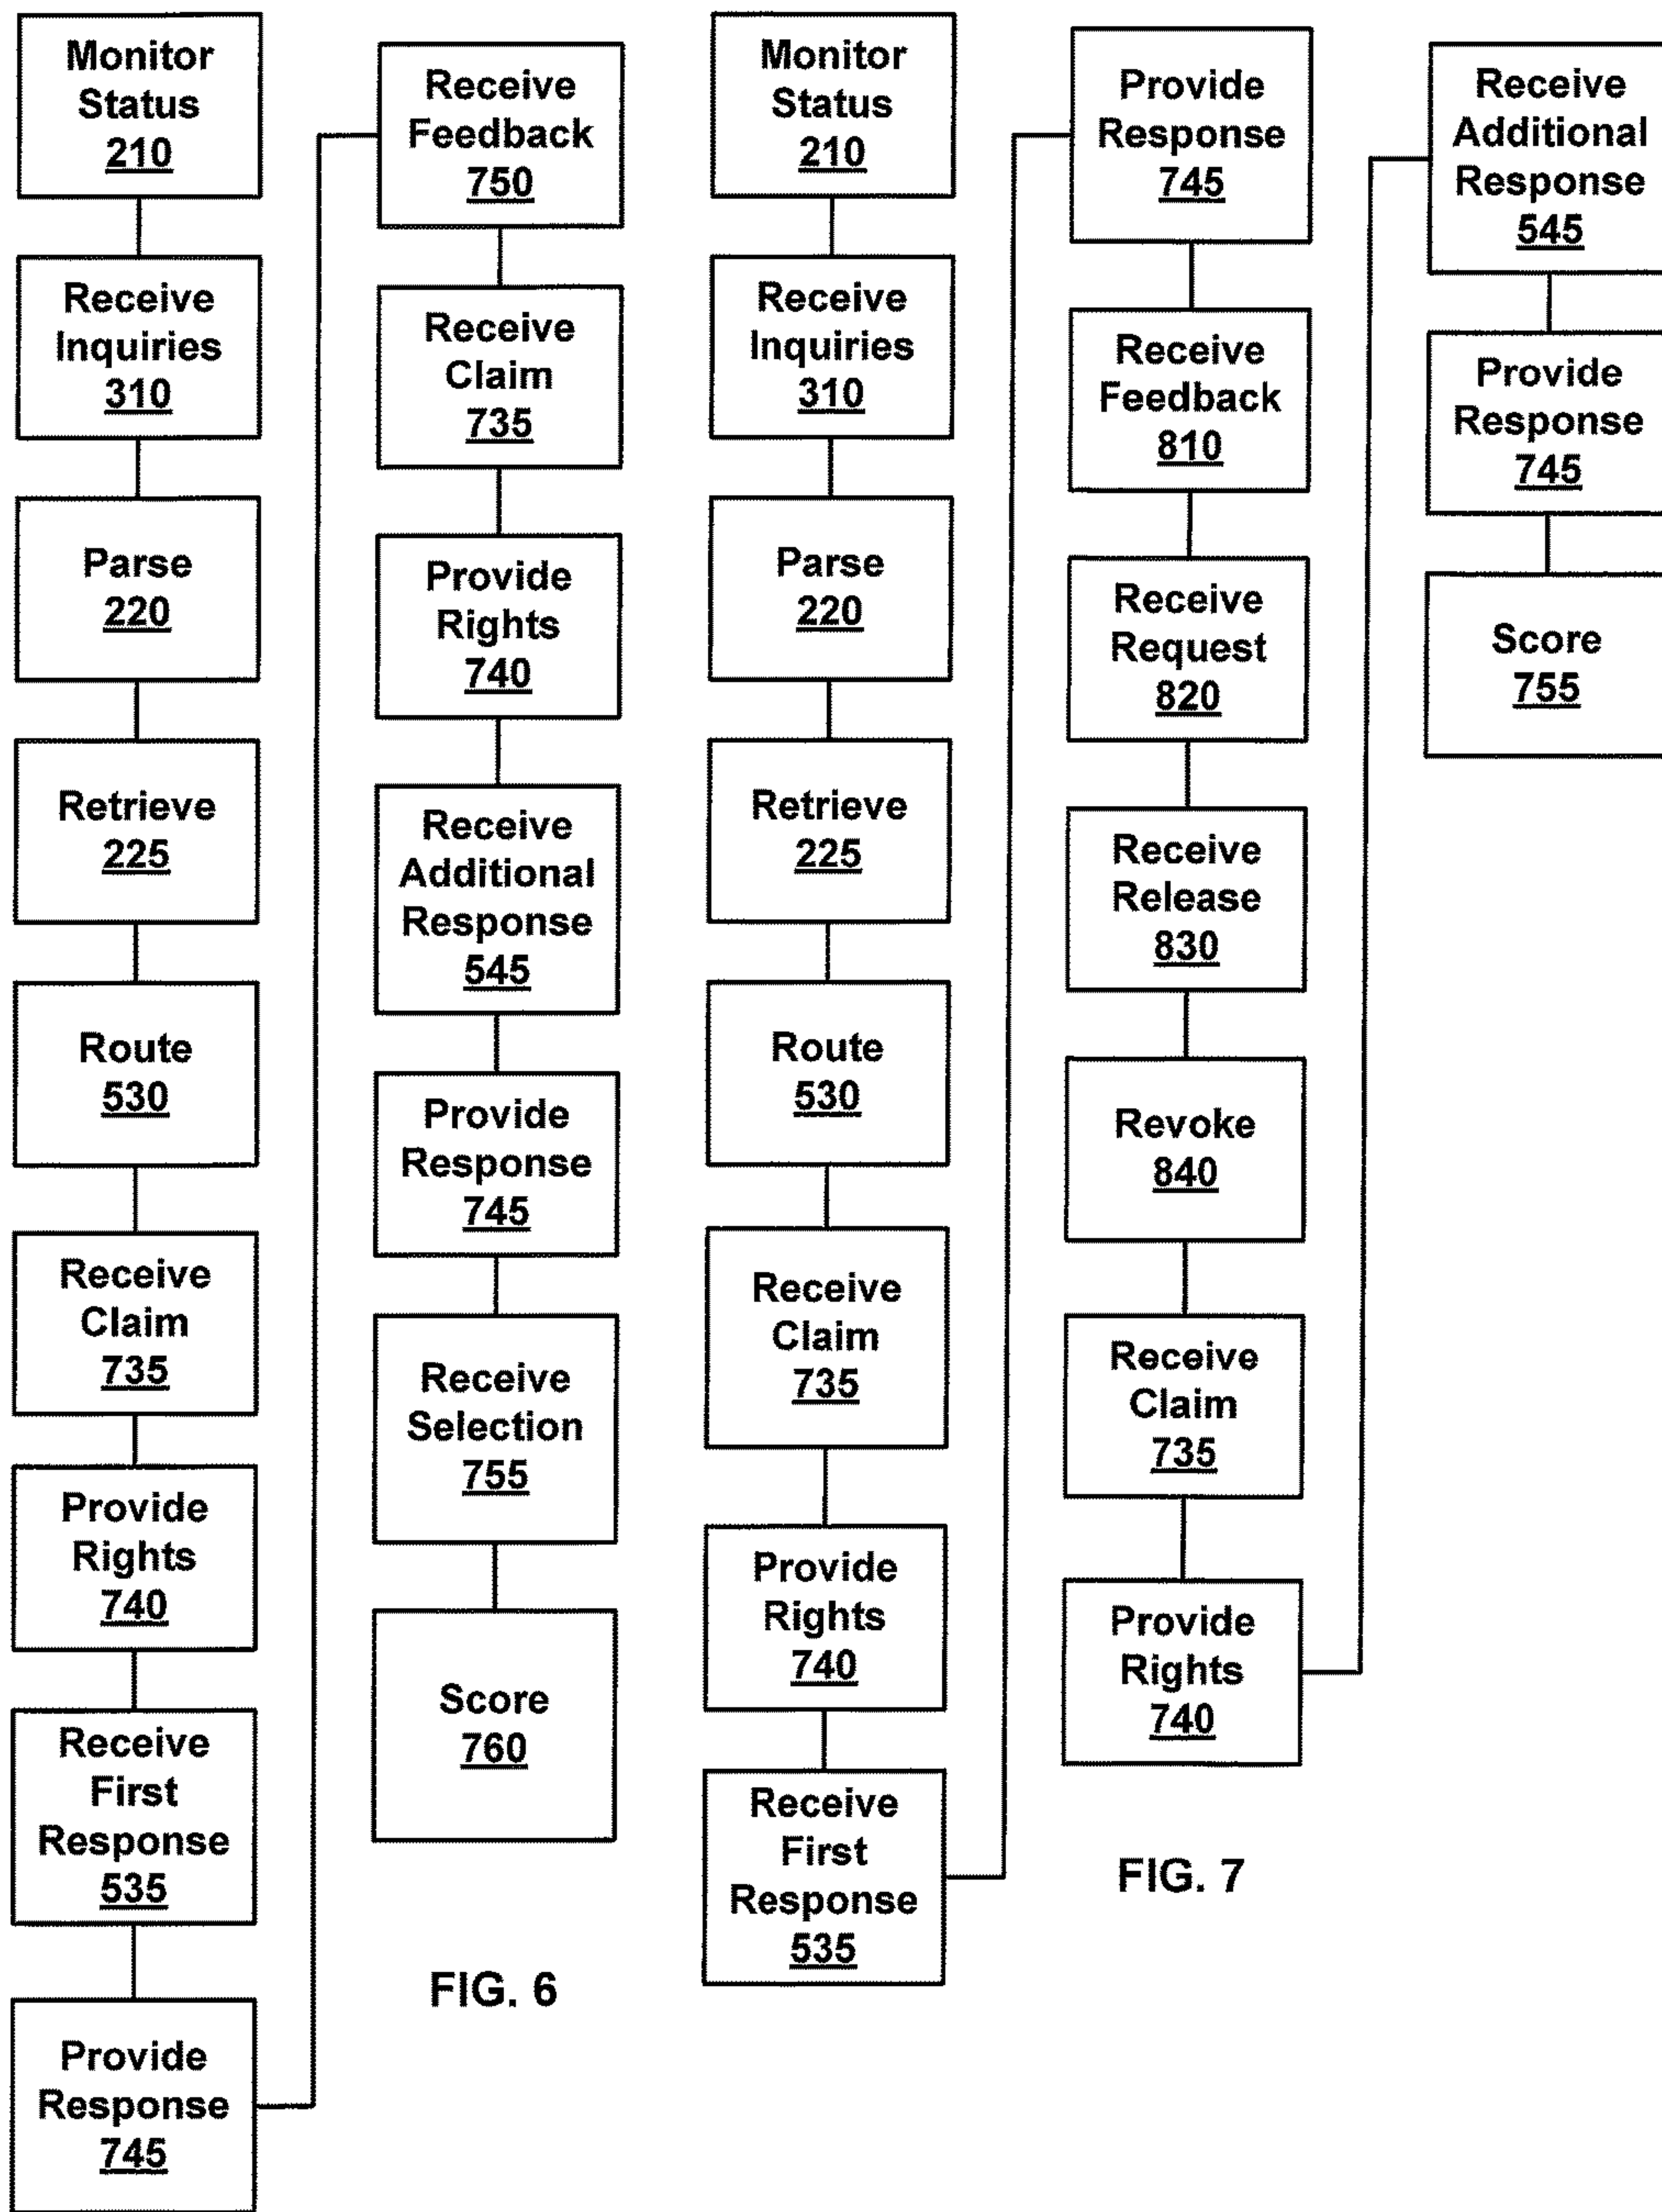 Monitor
Status
210
Receive
Inquiries
310
Parse
220
Retrieve
225
Route
530
Receive
Claim
735
Provide
Rights
740
Receive
First
Response
535
Provide
Response
745
Receive
Feedback
750
Receive
Claim
735
Provide
Rights
740
Receive
Additional
Response
545
Provide
Response
745
Receive
Selection
755
Score
760
FIG. 6
Monitor
Status
210
Receive
Inquiries
310
Parse
220
Retrieve
225
Route
530
Receive
Claim
735
Provide
Rights
740
Receive
First
Response
535
Provide
Response
745
Receive
Feedback
810
Receive
Request
820
Receive
Release
830
Revoke
840
Receive
Claim
735
Provide
Rights
740
Receive
Additional
Response
545
Provide
Response
745
Score
755
FIG. 7